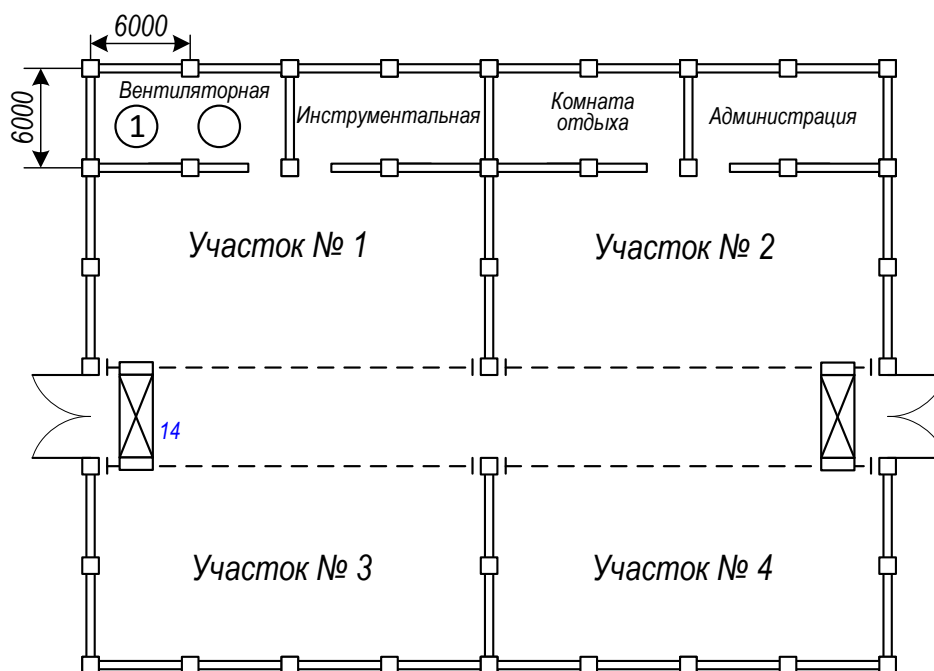 6000
6000
Вентиляторная
1
Инструментальная
Комната
отдыха
Администрация
Участок № 1
Участок № 2
14
Участок № 3
Участок № 4